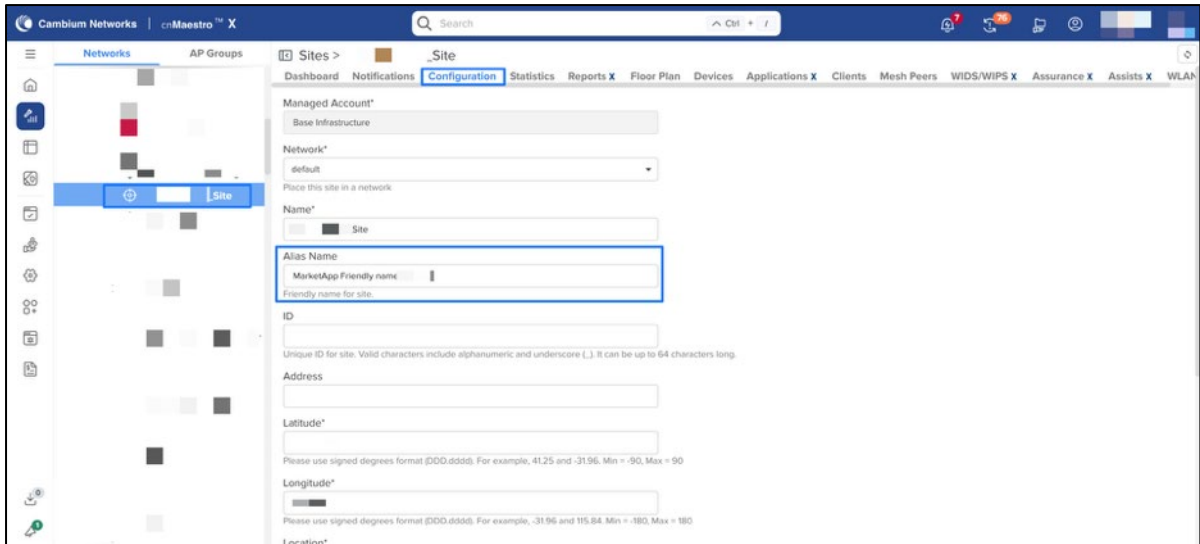 Cambium Networks | cnMaestro™ X
Search
Ctrl + /
7
76
Networks
AP Groups
Sites >
_Site
Dashboard Notifications Configuration Statistics Reports X Floor Plan Devices Applications X Clients Mesh Peers WIDS/WIPS X Assurance X Assists X WLAN
Managed Account*
Base Infrastructure
Network*
default
Place this site in a network
_Site
Name*
Site
Alias Name
MarketApp Friendly name
Friendly name for site.
ID
Unique ID for site. Valid characters include alphanumeric and underscore (_). It can be up to 64 characters long.
Address
Latitude*
Please use signed degrees format (DDD.dddd). For example, 41.25 and -31.96. Min = -90, Max = 90
Longitude*
0
Please use signed degrees format (DDD.dddd). For example, -31.96 and 115.84. Min = -180, Max = 180
1
Location*